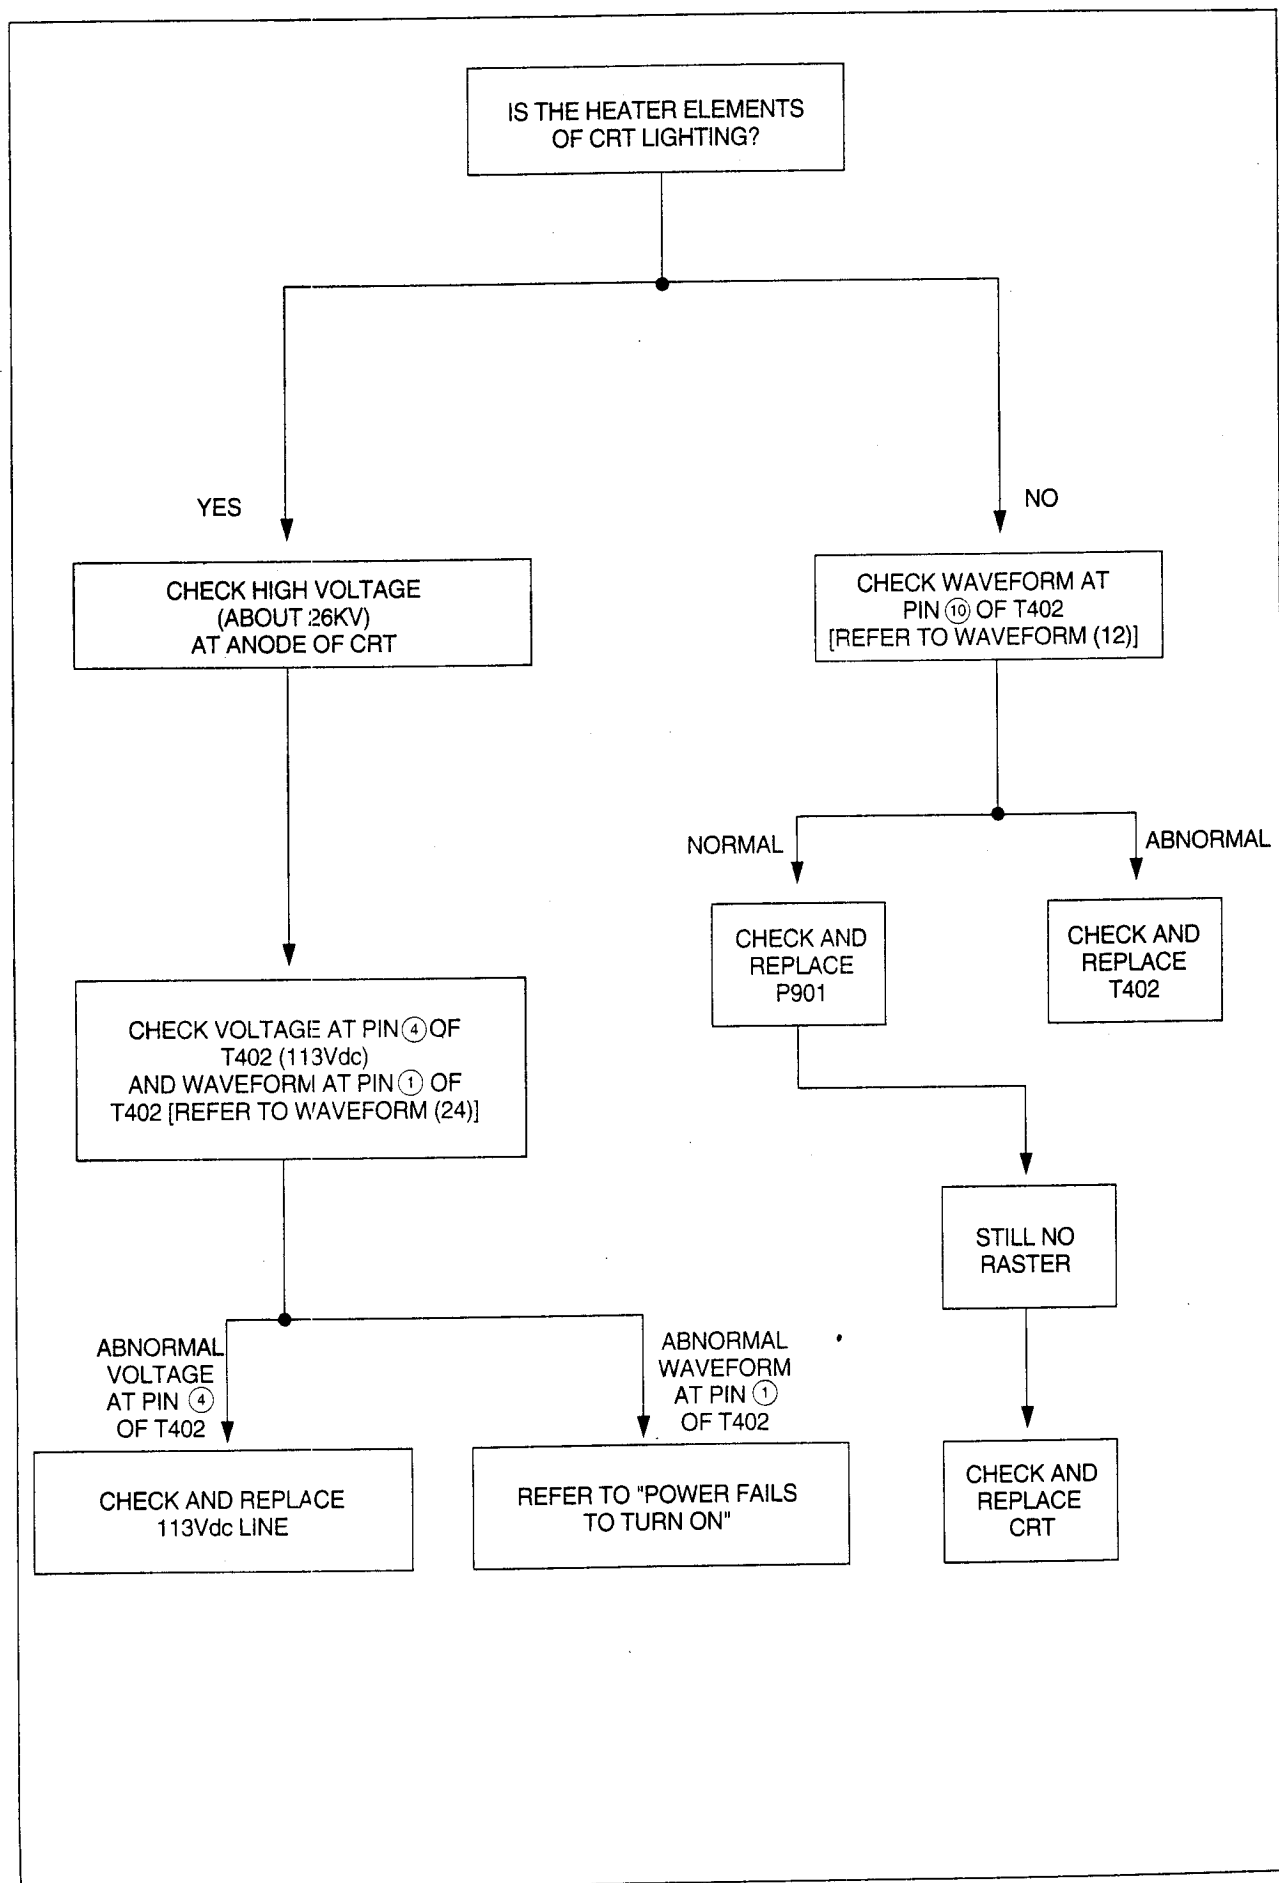 IS THE HEATER ELEMENTS
OF CRT LIGHTING?
YES
NO
CHECK HIGH VOLTAGE
(ABOUT 26KV)
AT ANODE OF CRT
CHECK WAVEFORM AT
PIN ⑩ OF T402
[REFER TO WAVEFORM (12)]
NORMAL
ABNORMAL
CHECK AND
REPLACE
P901
CHECK AND
REPLACE
T402
CHECK VOLTAGE AT PIN ④ OF
T402 (113Vdc)
AND WAVEFORM AT PIN ① OF
T402 [REFER TO WAVEFORM (24)]
STILL NO
RASTER
ABNORMAL
VOLTAGE
AT PIN ④
OF T402
ABNORMAL
WAVEFORM
AT PIN ①
OF T402
CHECK AND REPLACE
113Vdc LINE
REFER TO "POWER FAILS
TO TURN ON"
CHECK AND
REPLACE
CRT